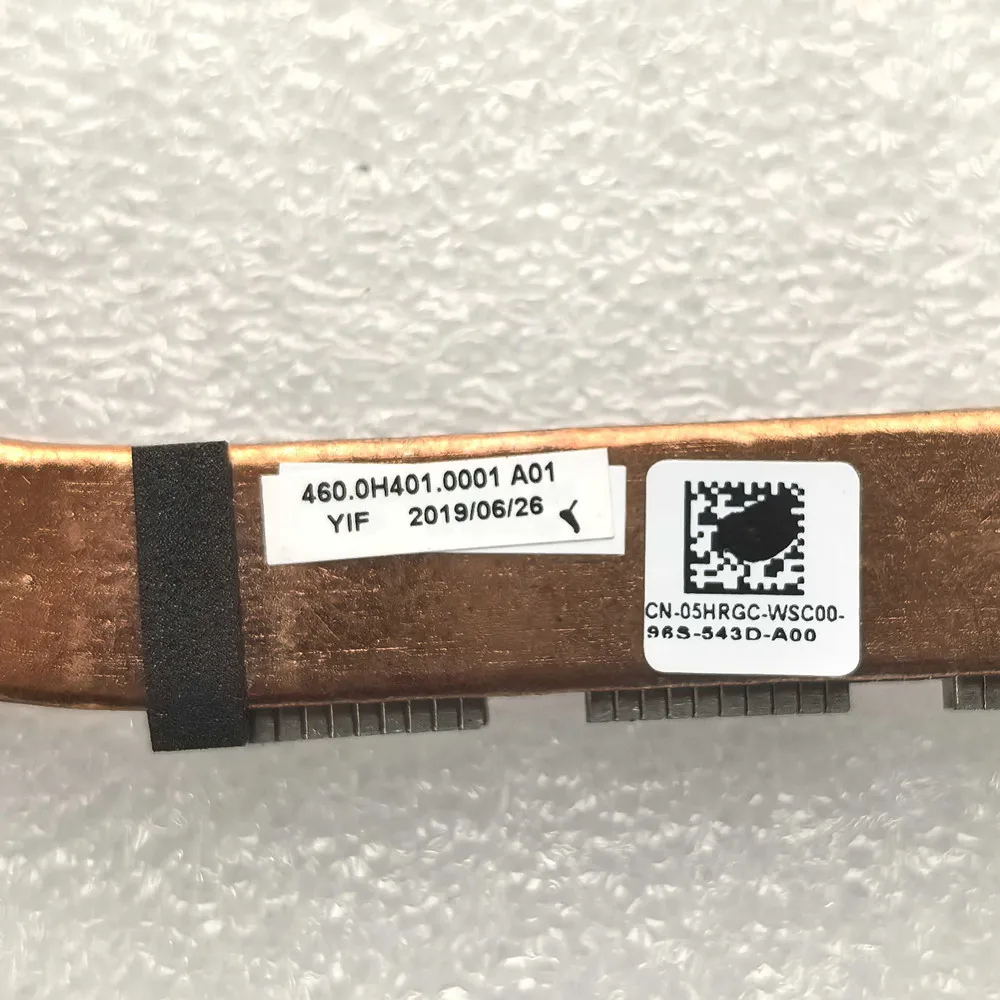 460.0H401.0001 A01
YIF 2019/06/26
CN-05HRGC-WSC00-
96S-543D-A00